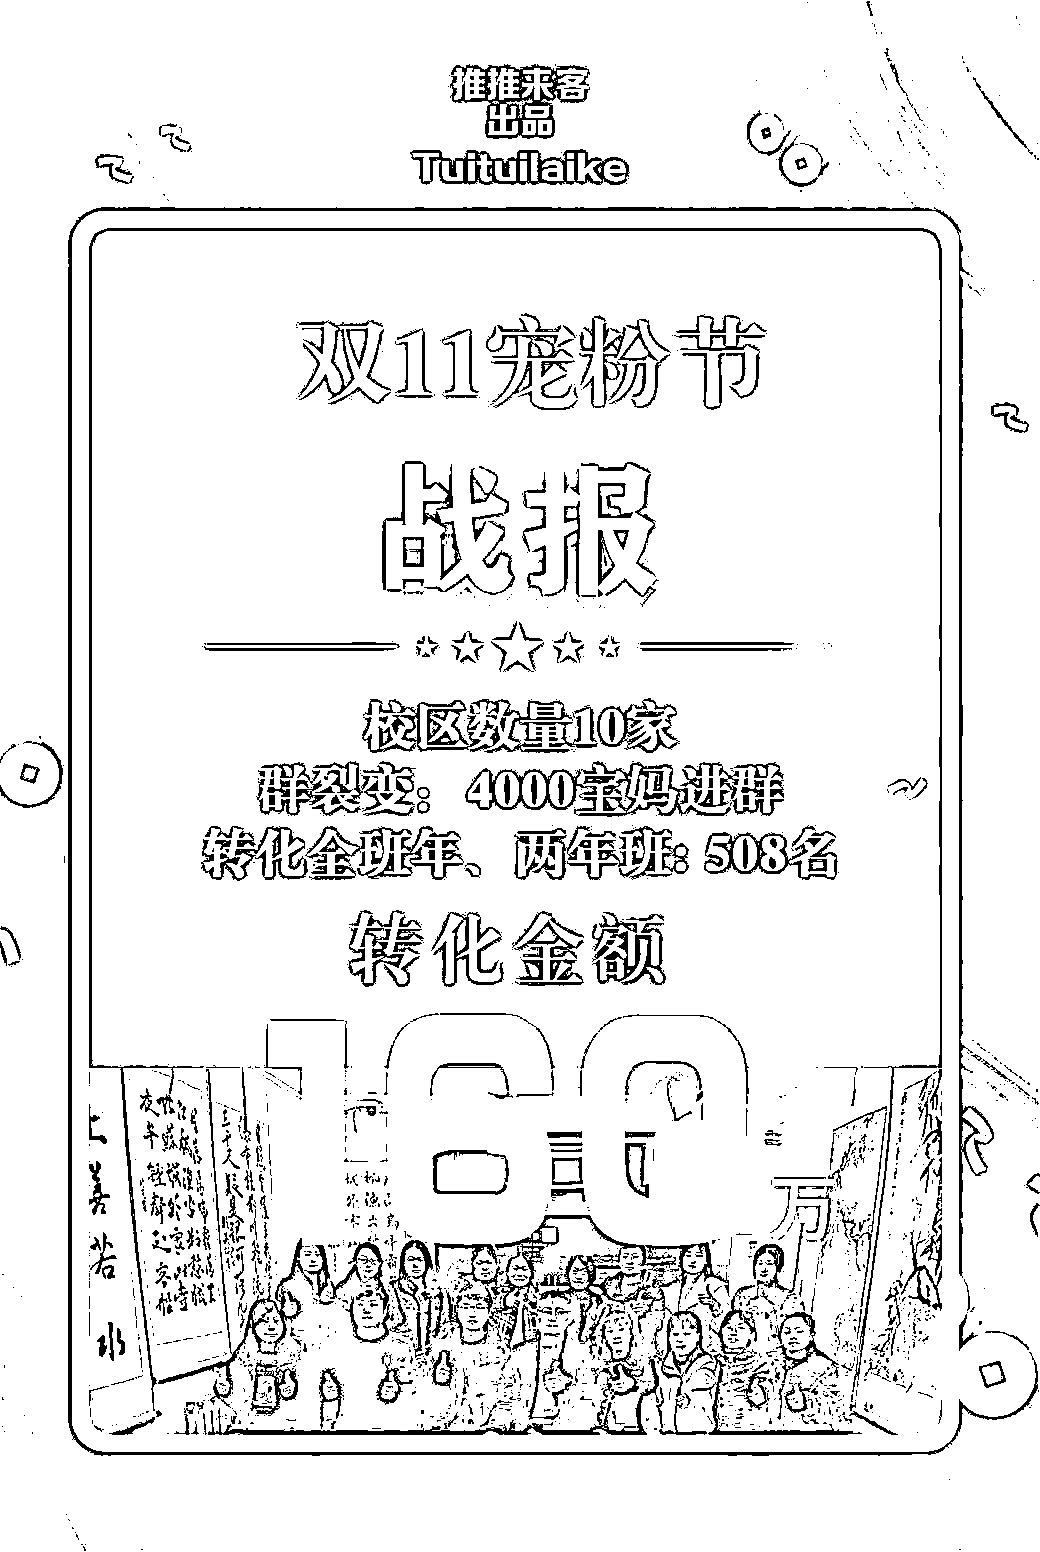 推推来客
出品
Tuituilaike
双11宠粉节
战报
校区数量10家
群裂变：4000宝妈进群
转化全班年、两年班：508名
转化金额
160万
上善若水